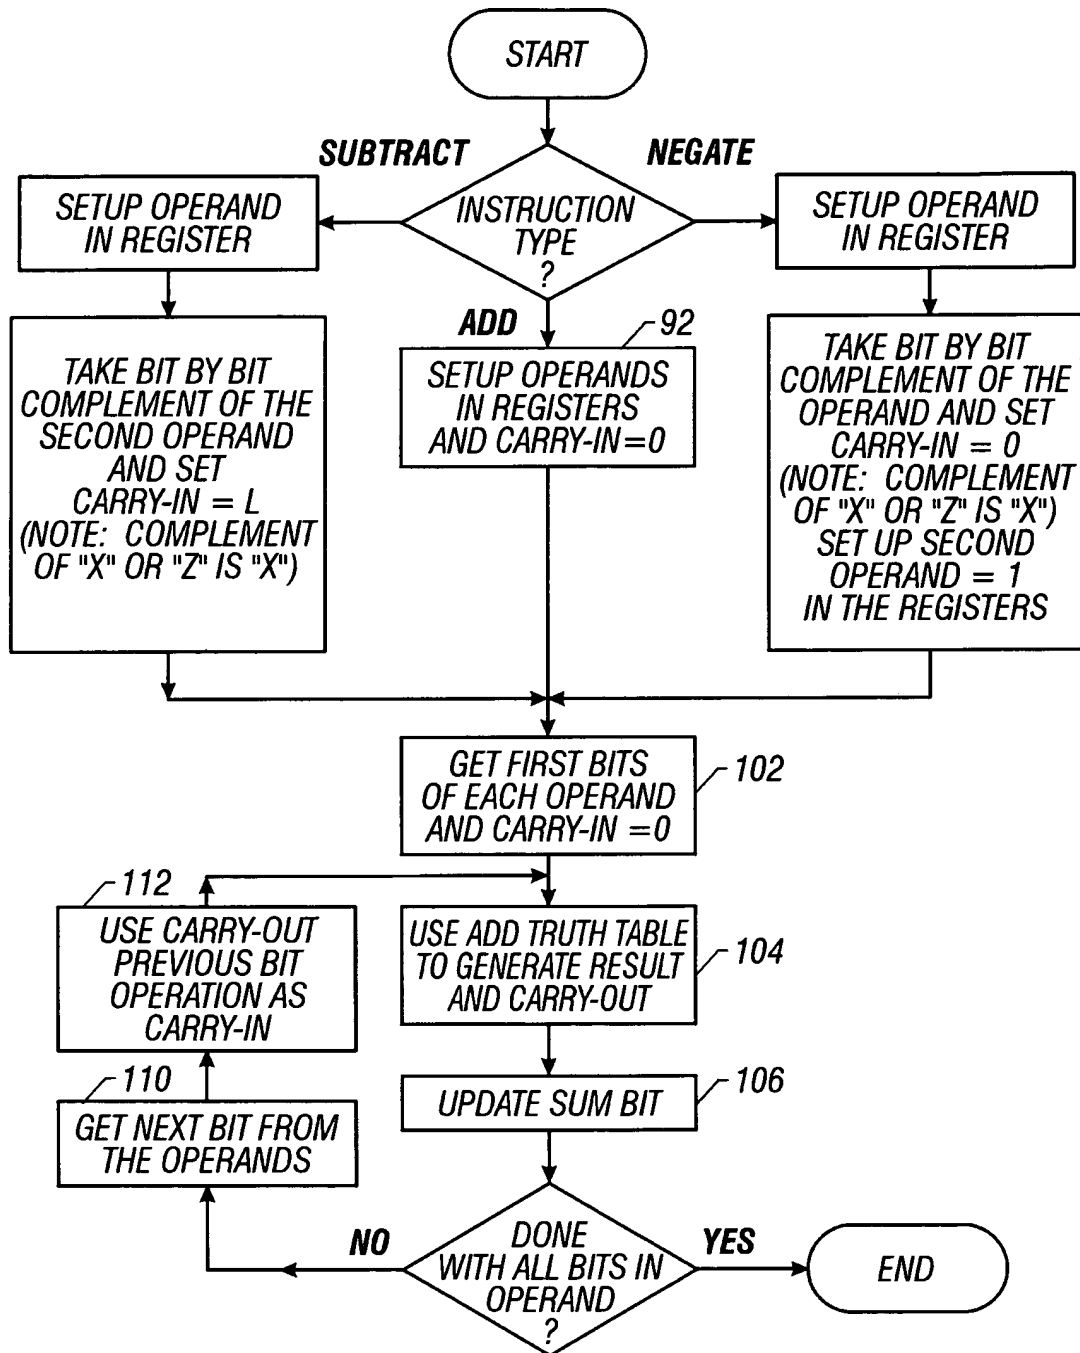 START
SUBTRACT
NEGATE
INSTRUCTION
TYPE
?
SETUP OPERAND
IN REGISTER
SETUP OPERAND
IN REGISTER
TAKE BIT BY BIT
COMPLEMENT OF THE
SECOND OPERAND
AND SET
CARRY-IN = L
(NOTE: COMPLEMENT
OF "X" OR "Z" IS "X")
ADD
92
SETUP OPERANDS
IN REGISTERS
AND CARRY-IN=0
TAKE BIT BY BIT
COMPLEMENT OF THE
OPERAND AND SET
CARRY-IN = 0
(NOTE: COMPLEMENT
OF "X" OR "Z" IS "X")
SET UP SECOND
OPERAND = 1
IN THE REGISTERS
GET FIRST BITS
OF EACH OPERAND
AND CARRY-IN =0
102
112
USE CARRY-OUT
PREVIOUS BIT
OPERATION AS
CARRY-IN
USE ADD TRUTH TABLE
TO GENERATE RESULT
AND CARRY-OUT
104
110
GET NEXT BIT FROM
THE OPERANDS
UPDATE SUM BIT
106
NO
DONE
WITH ALL BITS IN
OPERAND
?
YES
END